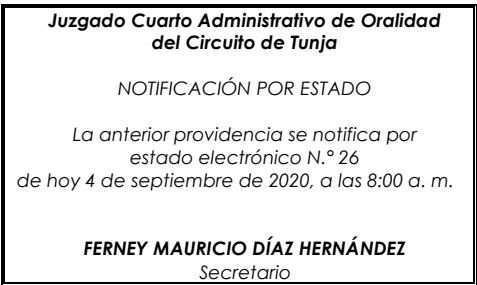 Juzgado Cuarto Administrativo de Oralidad
del Circuito de Tunja
NOTIFICACIÓN POR ESTADO
La anterior providencia se notifica por
estado electrónico N.° 26
de hoy 4 de septiembre de 2020, a las 8:00 a. m.
FERNEY MAURICIO DÍAZ HERNÁNDEZ
Secretario